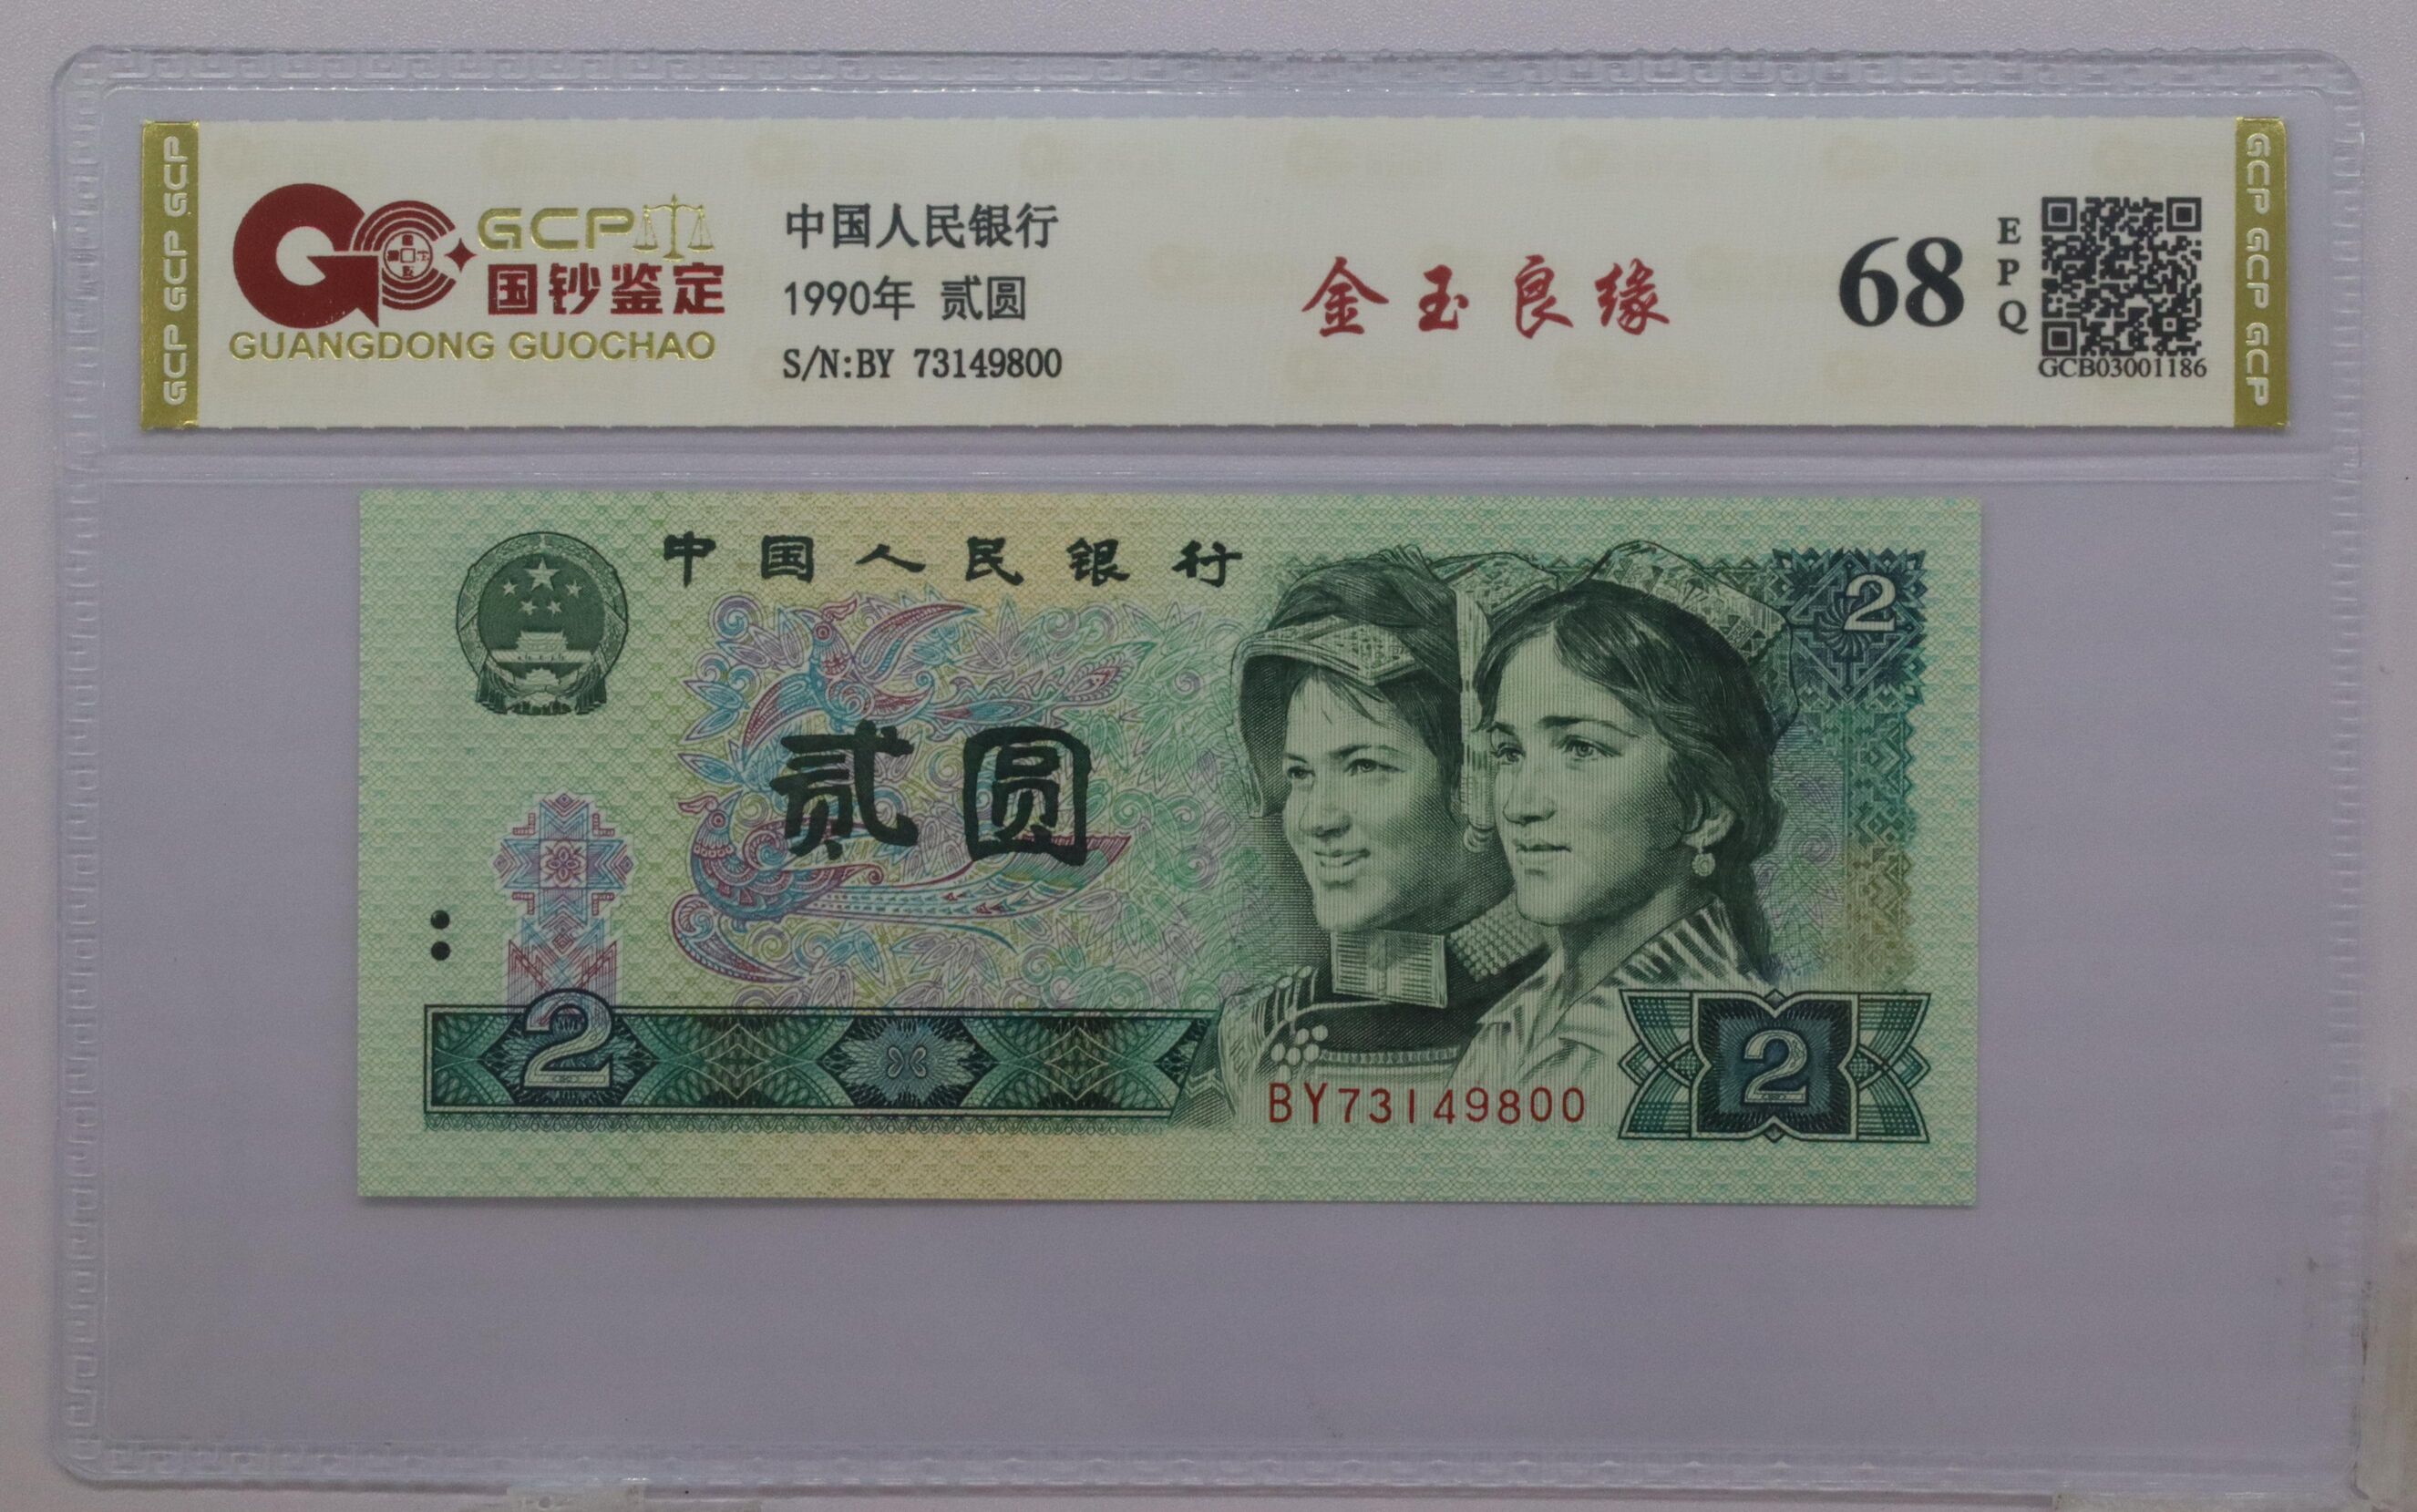 GCP GCP GCP
GCP
国钞鉴定
GUANGDONG GUOCHAO
中国人民银行
1990年 贰圆
S/N:BY 73149800
金玉良缘
68
EPQ
GCB03001186
GCP GCP GCP
中国人民银行
2
贰圆
2
BY73149800
2